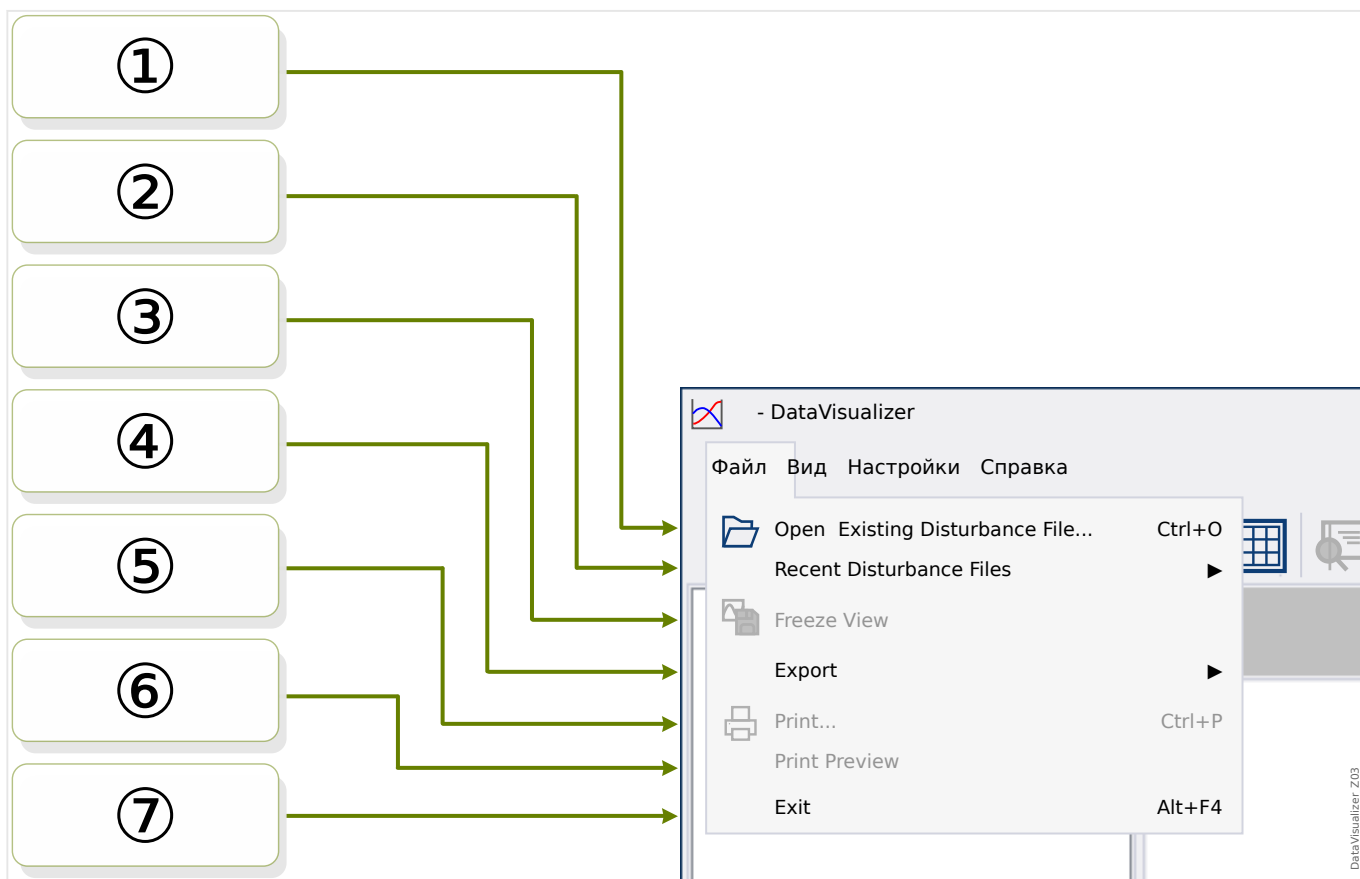 ①
②
③
④
⑤
⑥
⑦
- DataVisualizer
Файл Вид Настройки Справка
Open Existing Disturbance File... Ctrl+O
Recent Disturbance Files ▶
Freeze View
Export ▶
Print... Ctrl+P
Print Preview
Exit Alt+F4
DataVisualizer Z03